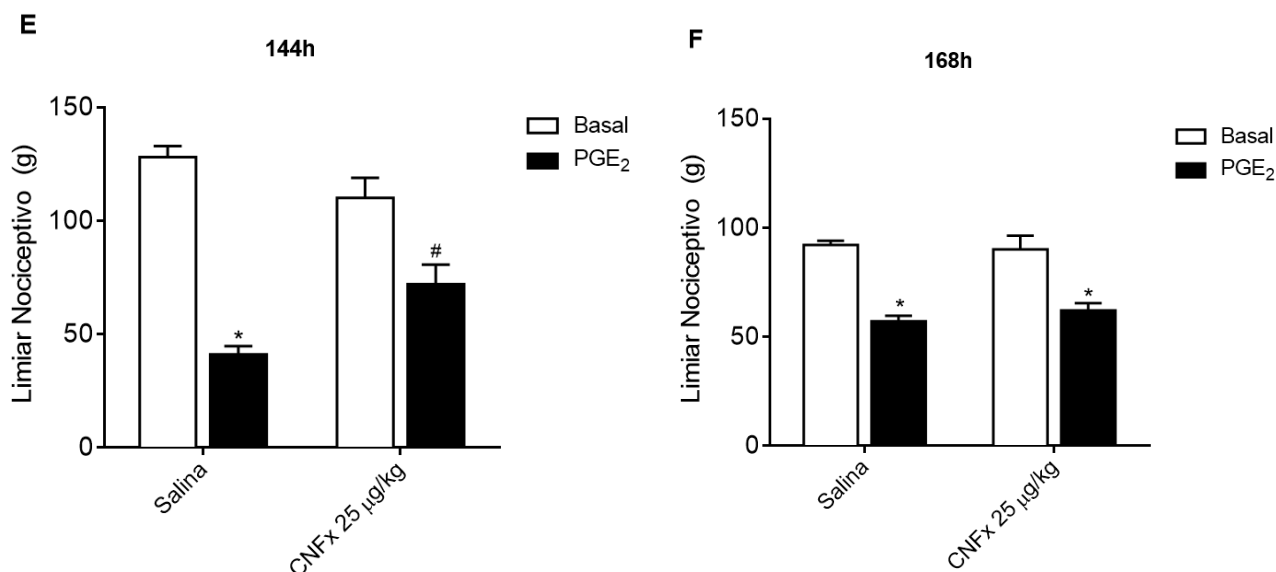 E
144h
Limiar Nociceptivo (g)
150
100
50
0
Basal
PGE₂
*
#
Salina
CNFx 25 µg/kg
F
168h
Limiar Nociceptivo (g)
150
100
50
0
Basal
PGE₂
*
*
Salina
CNFx 25 µg/kg